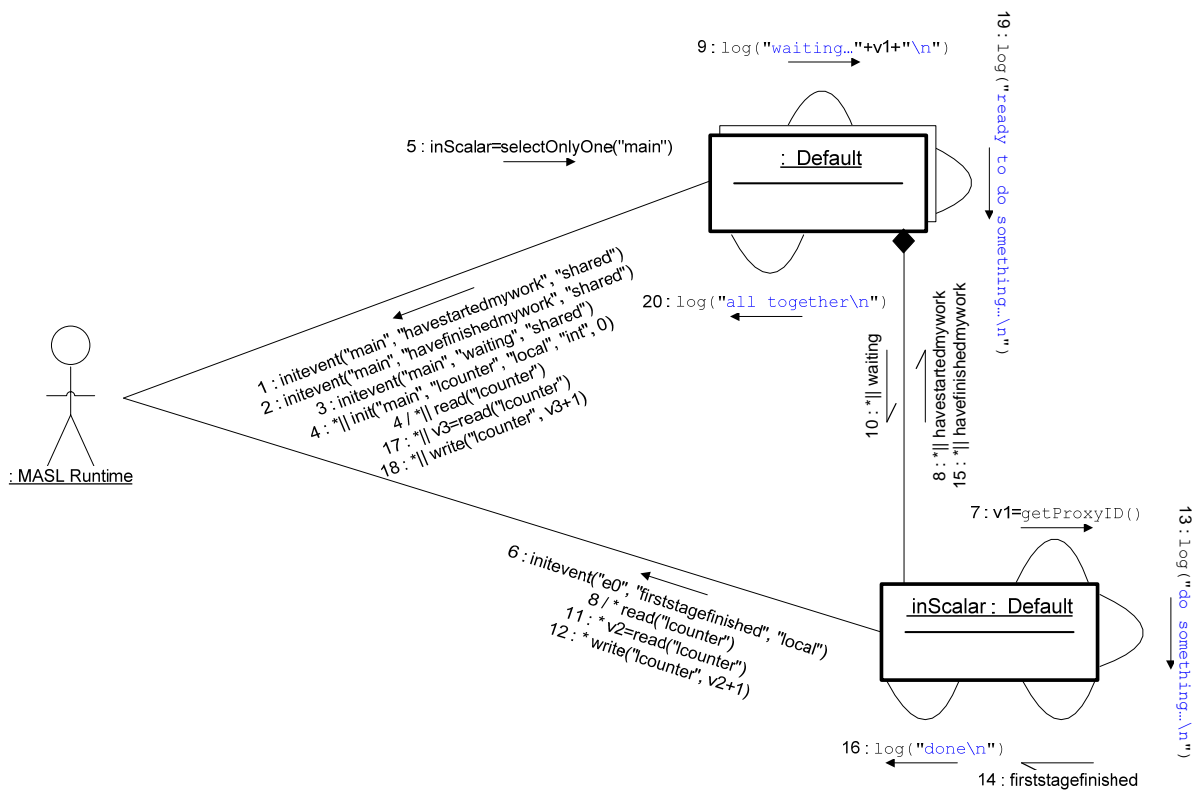 19 : log("ready to do something…\n")
9 : log("waiting…"+v1+"\n")
5 : inScalar=selectOnlyOne("main")
: Default
20 : log("all together\n")
1 : initevent("main", "havestartedmywork", "shared")
2 : initevent("main", "havefinishedmywork", "shared")
3 : initevent("main", "waiting", "shared")
4 : *|| init("main", "lcounter", "local", "int", 0)
4 / *|| read("lcounter")
17 : *|| v3=read("lcounter")
18 : *|| write("lcounter", v3+1)
10 : *|| waiting
8 : *|| havestartedmywork
15 : *|| havefinishedmywork
: MASL Runtime
7 : v1=getProxyID()
13 : log("do something…\n")
6 : initevent("e0", "firststagefinished", "local")
8 / * read("lcounter")
11 : * v2=read("lcounter")
12 : * write("lcounter", v2+1)
inScalar : Default
16 : log("done\n")
14 : firststagefinished